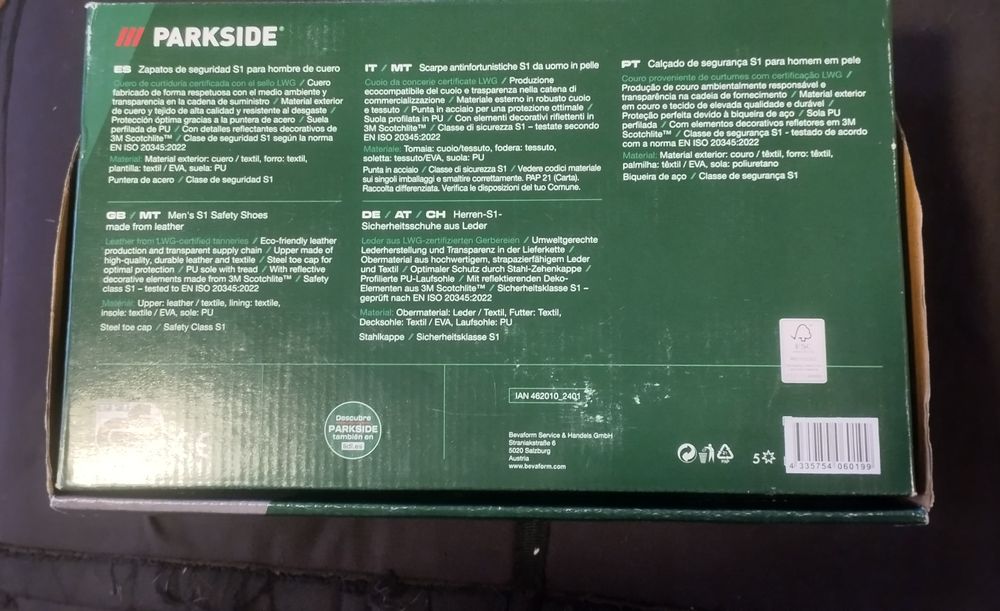 PARKSIDE®
ES Zapatos de seguridad S1 para hombre de cuero
Cuero de curtiduría certificada con el sello LWG / Cuero
fabricado de forma respetuosa con el medio ambiente y
transparencia en la cadena de suministro / Material exterior
de cuero y tejido de alta calidad y resistente al desgaste /
Protección óptima gracias a la puntera de acero / Suela
perfilada de PU / Con detalles reflectantes decorativos de
3M Scotchlite™ / Clase de seguridad S1 según la norma
EN ISO 20345:2022
Material: Material exterior: cuero / textil, forro: textil,
plantilla: textil / EVA, suela: PU
Puntera de acero / Clase de seguridad S1
IT / MT Scarpe antinfortunistiche S1 da uomo in pelle
Cuoio da concerie certificate LWG / Produzione
ecocompatibile del cuoio e trasparenza nella catena di
commercializzazione / Materiale esterno in robusto cuoio
e tessuto / Punta in acciaio per una protezione ottimale /
Suola profilata in PU / Con elementi decorativi riflettenti in
3M Scotchlite™ / Classe di sicurezza S1 – testate secondo
EN ISO 20345:2022
Materiale: Tomaia: cuoio/tessuto, fodera: tessuto,
soletta: tessuto/EVA, suola: PU
Punta in acciaio / Classe di sicurezza S1 / Vedere codici materiale
sui singoli imballaggi e smaltire correttamente. PAP 21 (Carta).
Raccolta differenziata. Verifica le disposizioni del tuo Comune.
PT Calçado de segurança S1 para homem em pele
Couro proveniente de curtumes com certificação LWG /
Produção de couro ambientalmente responsável e
transparência na cadeia de fornecimento / Material exterior
em couro e tecido de elevada qualidade e durável /
Proteção perfeita devido à biqueira de aço / Sola PU
perfilada / Com elementos decorativos refletores em 3M
Scotchlite™ / Classe de segurança S1 - testado de acordo
com a norma EN ISO 20345:2022
Material: Material exterior: couro / têxtil, forro: têxtil,
palmilha: têxtil / EVA, sola: poliuretano
Biqueira de aço / Classe de segurança S1
GB / MT Men's S1 Safety Shoes
made from leather
Leather from LWG-certified tanneries / Eco-friendly leather
production and transparent supply chain / Upper made of
high-quality, durable leather and textile / Steel toe cap for
optimal protection / PU sole with tread / With reflective
decorative elements made from 3M Scotchlite™ / Safety
class S1 – tested to EN ISO 20345:2022
Material: Upper: leather / textile, lining: textile,
insole: textile / EVA, sole: PU
Steel toe cap / Safety Class S1
DE / AT / CH Herren-S1-
Sicherheitsschuhe aus Leder
Leder aus LWG-zertifizierten Gerbereien / Umweltgerechte
Lederherstellung und Transparenz in der Lieferkette /
Obermaterial aus hochwertigem, strapazierfähigem Leder
und Textil / Optimaler Schutz durch Stahl-Zehenkappe /
Profilierte PU-Laufsohle / Mit reflektierenden Deko-
Elementen aus 3M Scotchlite™ / Sicherheitsklasse S1 –
geprüft nach EN ISO 20345:2022
Material: Obermaterial: Leder / Textil, Futter: Textil,
Decksohle: Textil / EVA, Laufsohle: PU
Stahlkappe / Sicherheitsklasse S1
FSC
Descubre
PARKSIDE
también en
lidl.es
IAN 462010_2401
Bevaform Service & Handels GmbH
Straniakstraße 6
5020 Salzburg
Austria
www.bevaform.com
21
PAP
5
4 335754 060199